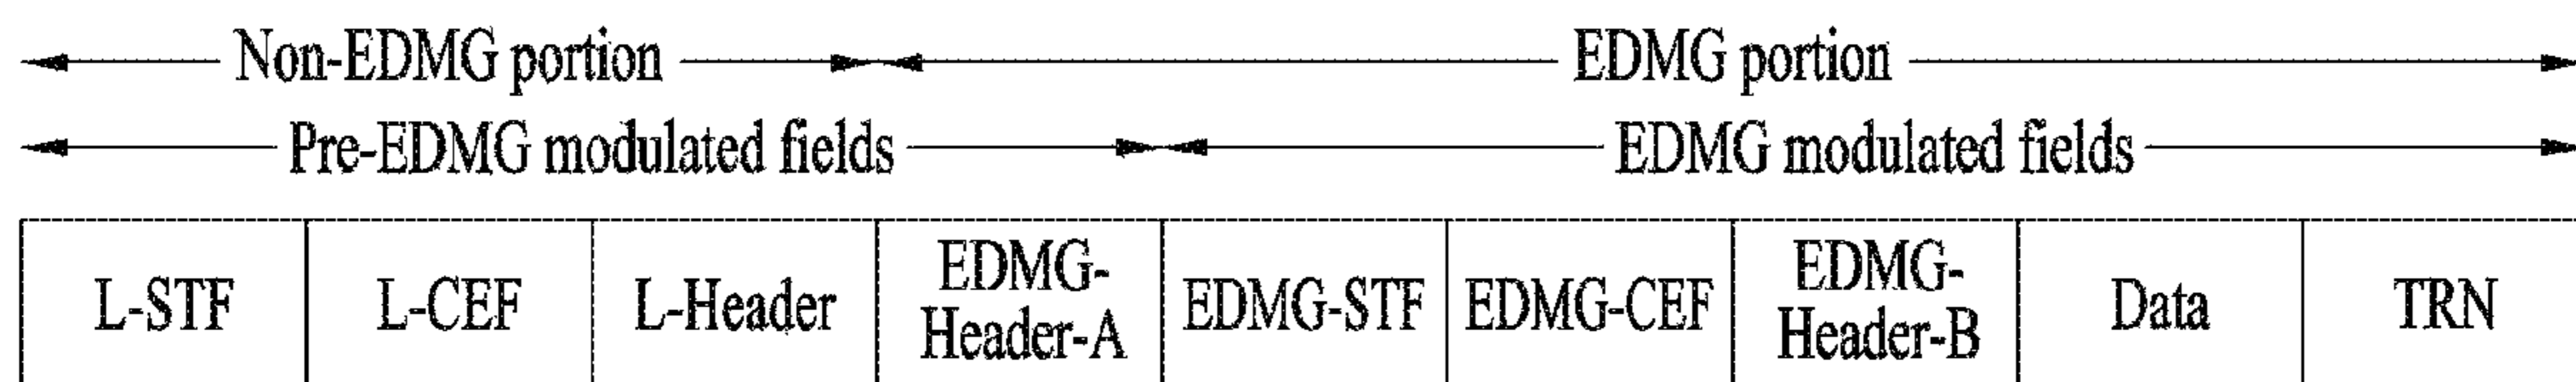 Non-EDMG portion EDMG portion
Pre-EDMG modulated fields EDMG modulated fields
L-STF L-CEF L-Header EDMG-Header-A EDMG-STF EDMG-CEF EDMG-Header-B Data TRN